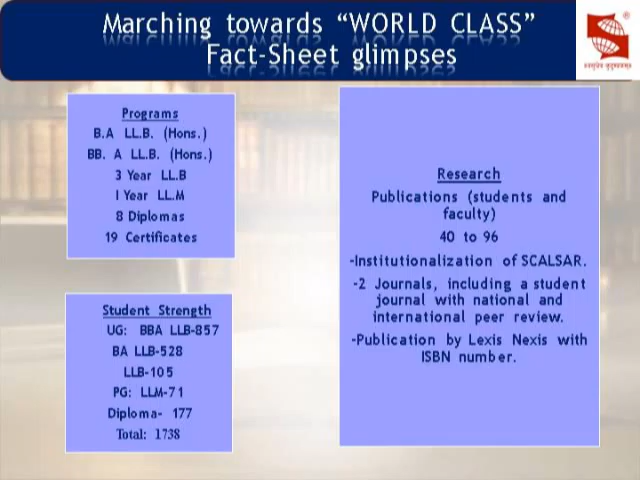 Marching towards “WORLD CLASS”
Fact-Sheet glimpses
®
Programs
B.A LL.B. (Hons.)
BB. A LL.B. (Hons.)
3 Year LL.B
1 Year LL.M
8 Diplomas
19 Certificates
Student Strength
UG: BBA LLB-857
BA LLB-528
LLB-105
PG: LLM-71
Diploma- 177
Total: 1738
Research
Publications (students and
faculty)
40 to 96
-Institutionalization of SCALSAR.
-2 Journals, including a student
journal with national and
international peer review.
-Publication by Lexis Nexis with
ISBN number.